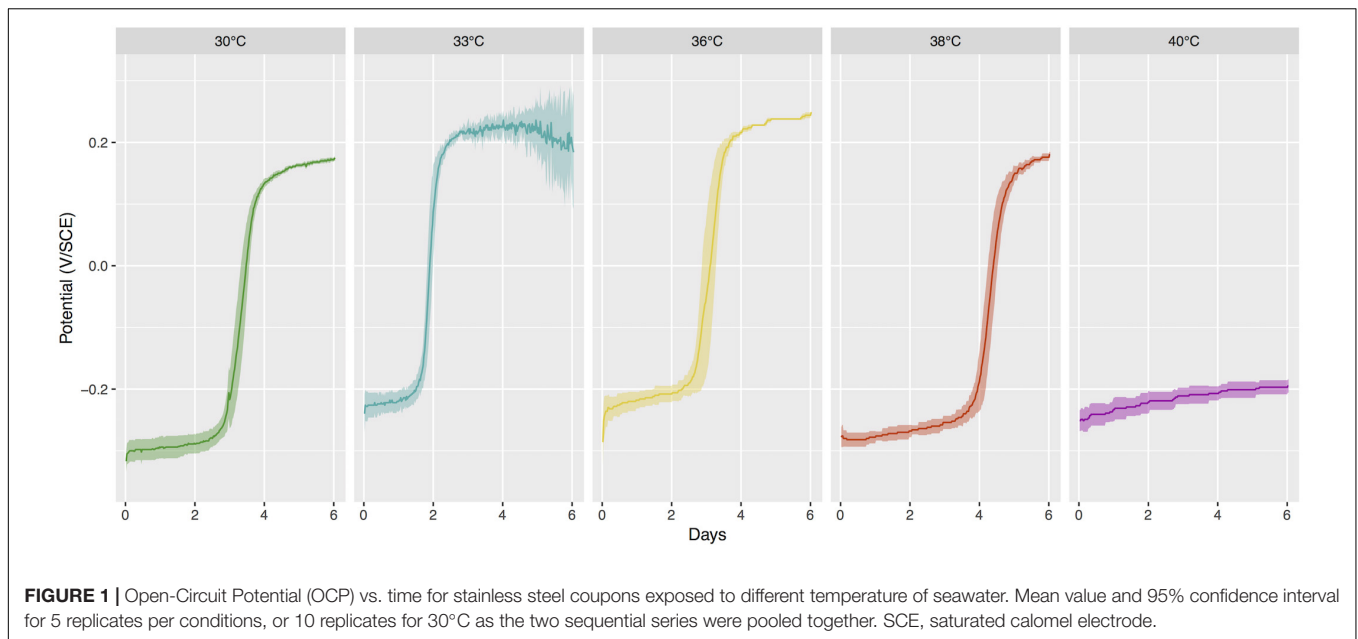 30°C 33°C 36°C 38°C 40°C
0.2
0.0
−0.2
Potential (V/SCE)
0 2 4 6 0 2 4 6 0 2 4 6 0 2 4 6 0 2 4 6
Days
FIGURE 1 | Open-Circuit Potential (OCP) vs. time for stainless steel coupons exposed to different temperature of seawater. Mean value and 95% confidence interval
for 5 replicates per conditions, or 10 replicates for 30°C as the two sequential series were pooled together. SCE, saturated calomel electrode.